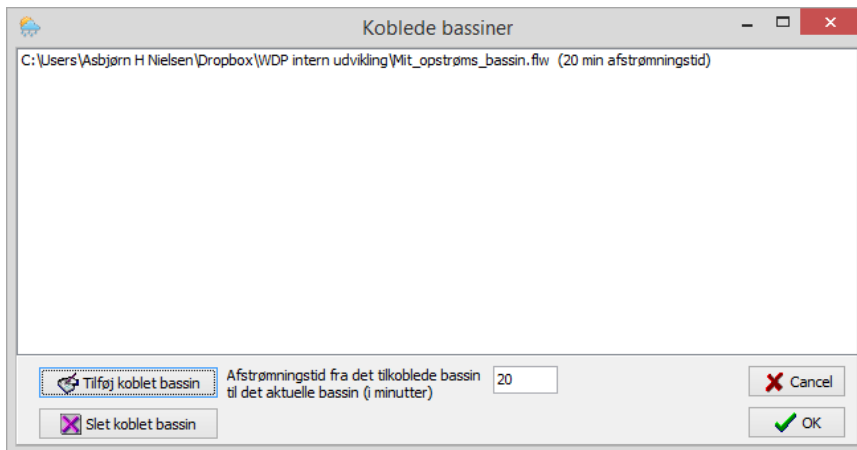 Koblede bassiner
C:\Users\Asbjørn H Nielsen\Dropbox\WDP intern udvikling\Mit_opstrøms_bassin.flw (20 min afstrømningstid)
Tilføj koblet bassin
Afstrømningstid fra det tilkoblede bassin
til det aktuelle bassin (i minutter)
20
Cancel
Slet koblet bassin
OK